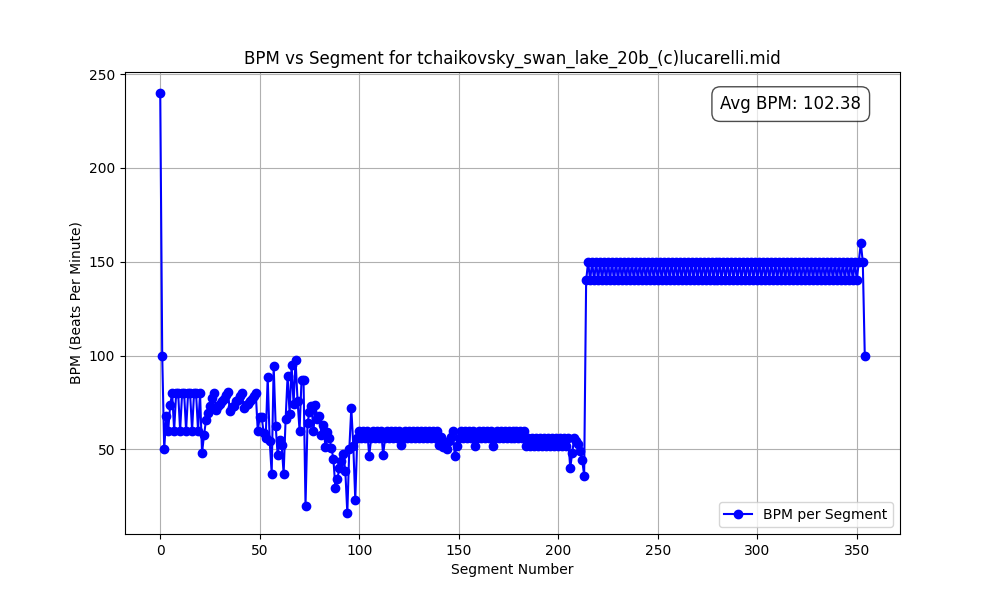 BPM vs Segment for tchaikovsky_swan_lake_20b_(c)lucarelli.mid
Avg BPM: 102.38
250
200
150
100
50
BPM (Beats Per Minute)
BPM per Segment
0 50 100 150 200 250 300 350
Segment Number